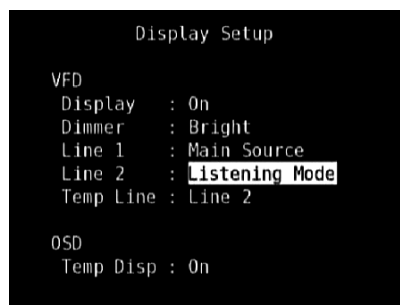 Display Setup
VFD
Display : On
Dimmer : Bright
Line 1 : Main Source
Line 2 : Listening Mode
Temp Line : Line 2
OSD
Temp Disp : On